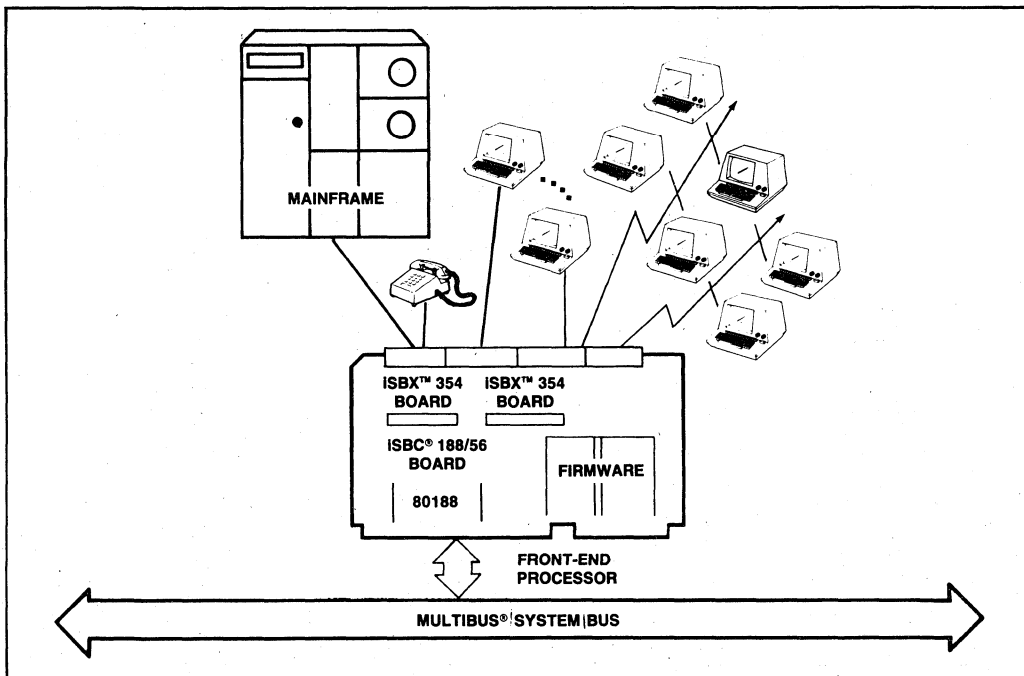 MAINFRAME
iSBX™ 354
BOARD
iSBX™ 354
BOARD
iSBC® 188/56
BOARD
FIRMWARE
80188
FRONT-END
PROCESSOR
MULTIBUS® SYSTEM BUS